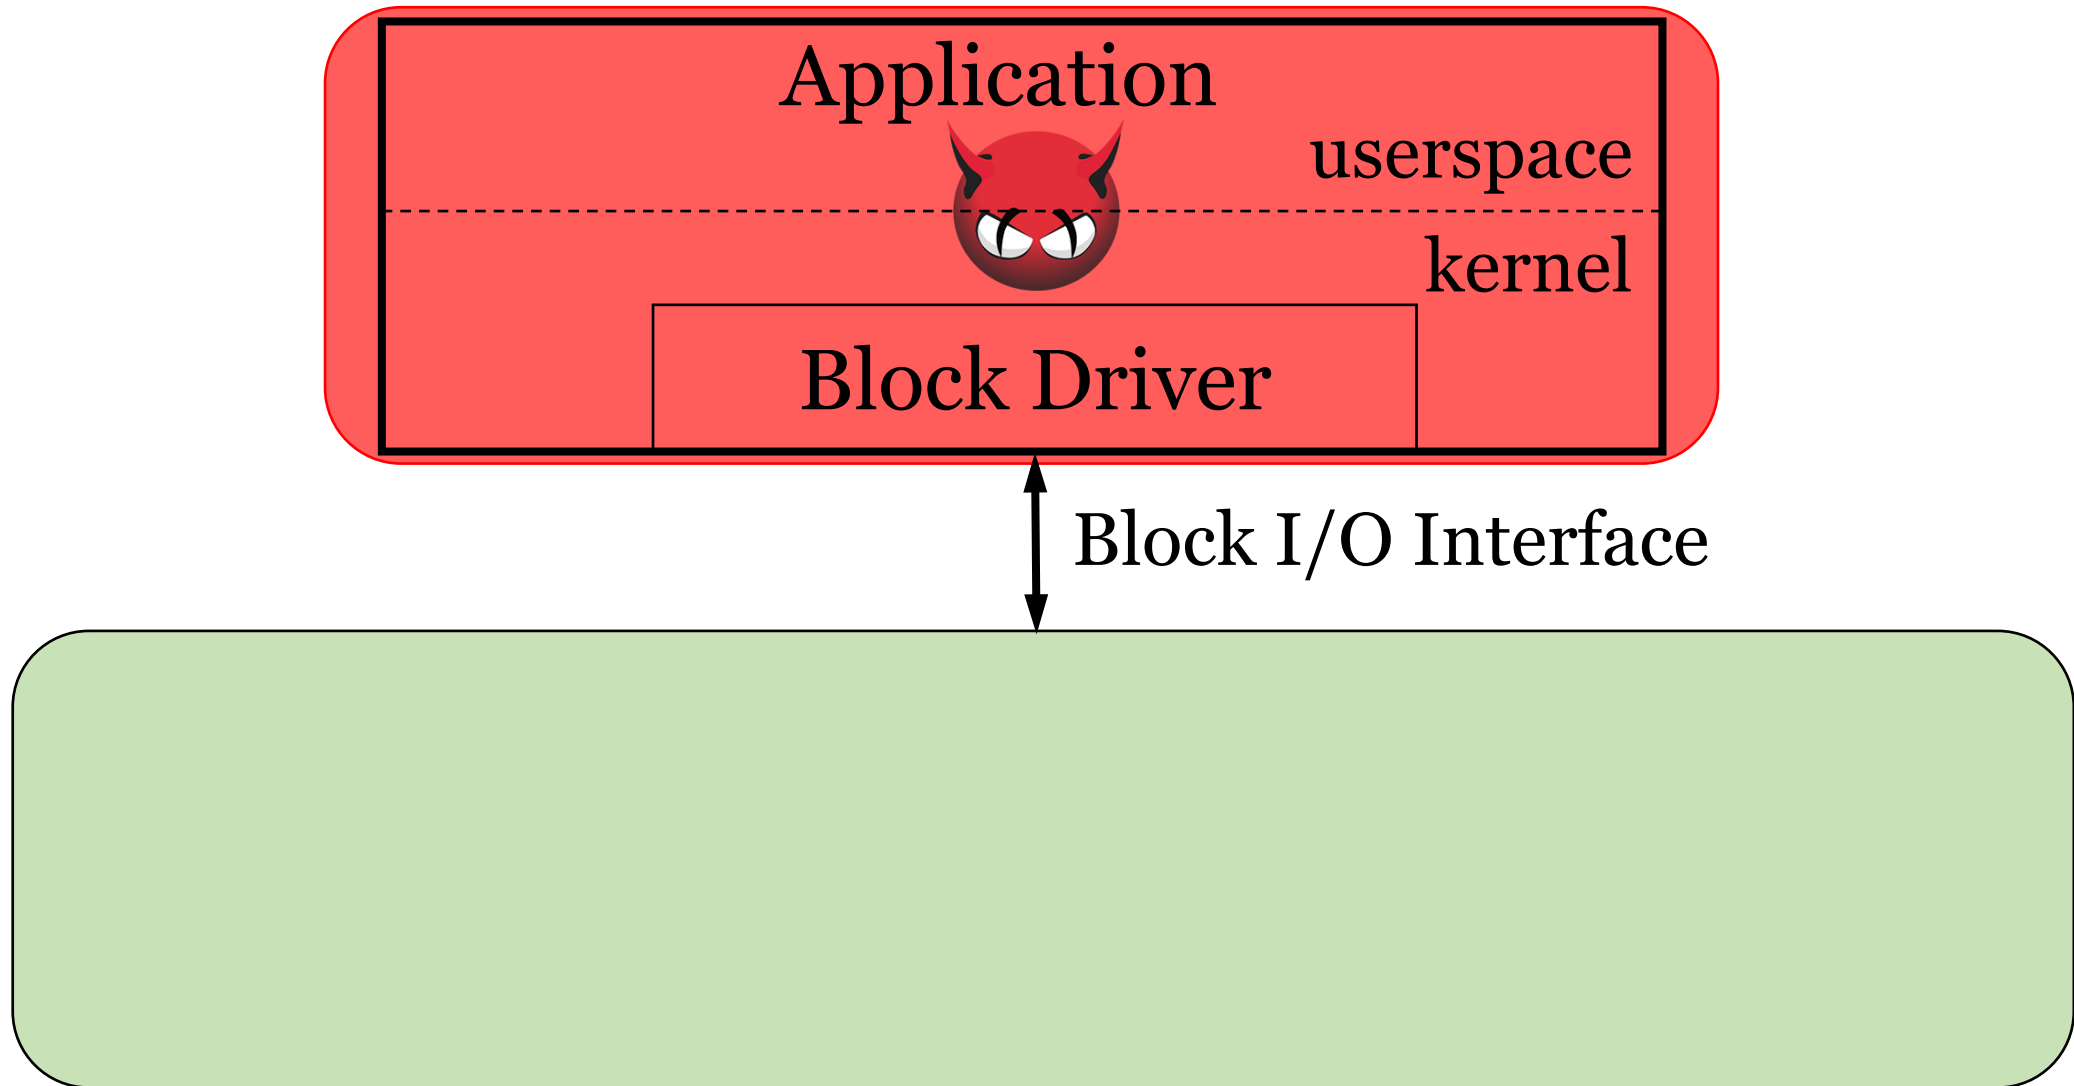 Application
userspace
kernel
Block Driver
Block I/O Interface